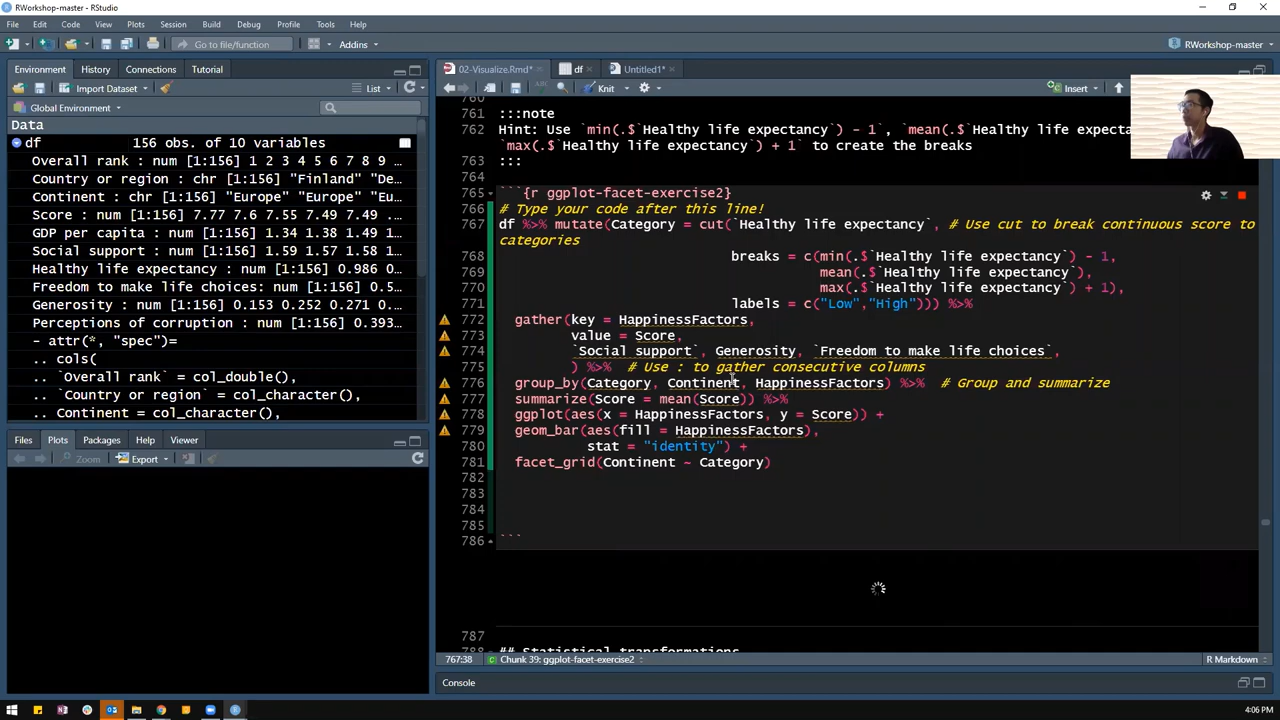 RWorkshop-master - RStudio
File Edit Code View Plots Session Build Debug Profile Tools Help
Go to file/function Addins RWorkshop-master
Environment History Connections Tutorial
Import Dataset List
Global Environment
Data
df 156 obs. of 10 variables
Overall rank : num [1:156] 1 2 3 4 5 6 7 8 9 ...
Country or region : chr [1:156] "Finland" "De…
Continent : chr [1:156] "Europe" "Europe" "Eu…
Score : num [1:156] 7.77 7.6 7.55 7.49 7.49 ...
GDP per capita : num [1:156] 1.34 1.38 1.49 1…
Social support : num [1:156] 1.59 1.57 1.58 1…
Healthy life expectancy : num [1:156] 0.986 0…
Freedom to make life choices: num [1:156] 0.5…
Generosity : num [1:156] 0.153 0.252 0.271 0.…
Perceptions of corruption : num [1:156] 0.393…
- attr(*, "spec")=
.. cols(
.. `Overall rank` = col_double(),
.. `Country or region` = col_character(),
.. Continent = col_character(),
Files Plots Packages Help Viewer
Zoom Export
02-Visualize.Rmd* df Untitled1*
Knit Insert
760
761 :::note
762 Hint: Use `min(.$`Healthy life expectancy`) - 1`, `mean(.$`Healthy life expecta
`max(.$`Healthy life expectancy`) + 1` to create the breaks
763 :::
764
765 ```{r ggplot-facet-exercise2}
766 # Type your code after this line!
767 df %>% mutate(Category = cut(`Healthy life expectancy`, # Use cut to break continuous score to
categories
768 breaks = c(min(.$`Healthy life expectancy`) - 1,
769 mean(.$`Healthy life expectancy`),
770 max(.$`Healthy life expectancy`) + 1),
771 labels = c("Low","High"))) %>%
772 gather(key = HappinessFactors,
773 value = Score,
774 `Social support`, Generosity, `Freedom to make life choices`,
775 ) %>% # Use : to gather consecutive columns
776 group_by(Category, Continent, HappinessFactors) %>% # Group and summarize
777 summarize(Score = mean(Score)) %>%
778 ggplot(aes(x = HappinessFactors, y = Score)) +
779 geom_bar(aes(fill = HappinessFactors),
780 stat = "identity") +
781 facet_grid(Continent ~ Category)
782
783
784
785
786 ```
787
788 ## Statistical transformations
767:38 Chunk 39: ggplot-facet-exercise2 R Markdown
Console
4:06 PM